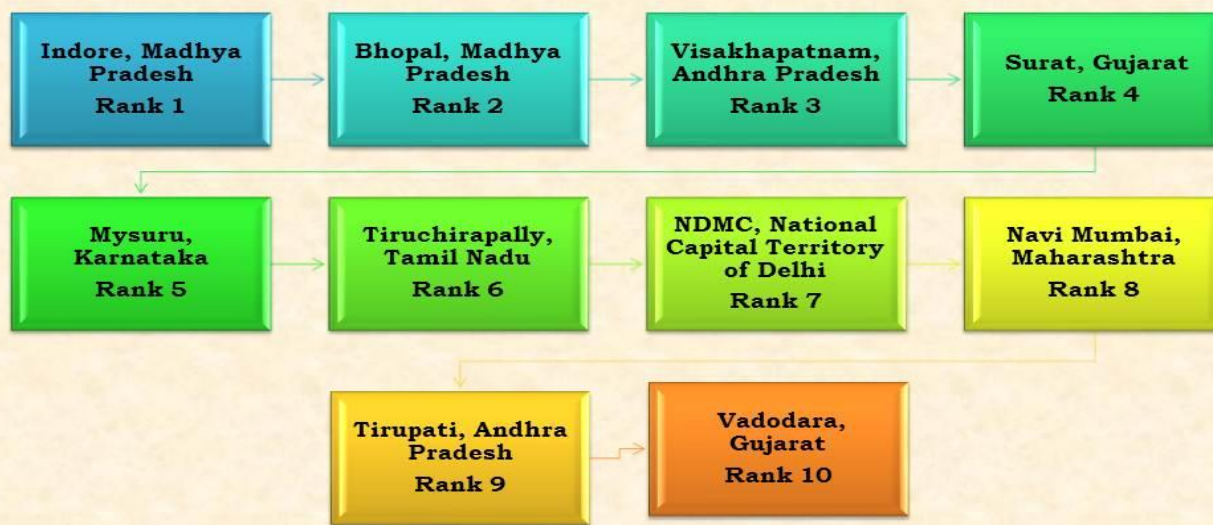 Indore, Madhya
Pradesh
Rank 1
Bhopal, Madhya
Pradesh
Rank 2
Visakhapatnam,
Andhra Pradesh
Rank 3
Surat, Gujarat
Rank 4
Mysuru,
Karnataka
Rank 5
Tiruchirapally,
Tamil Nadu
Rank 6
NDMC, National
Capital Territory
of Delhi
Rank 7
Navi Mumbai,
Maharashtra
Rank 8
Tirupati, Andhra
Pradesh
Rank 9
Vadodara,
Gujarat
Rank 10